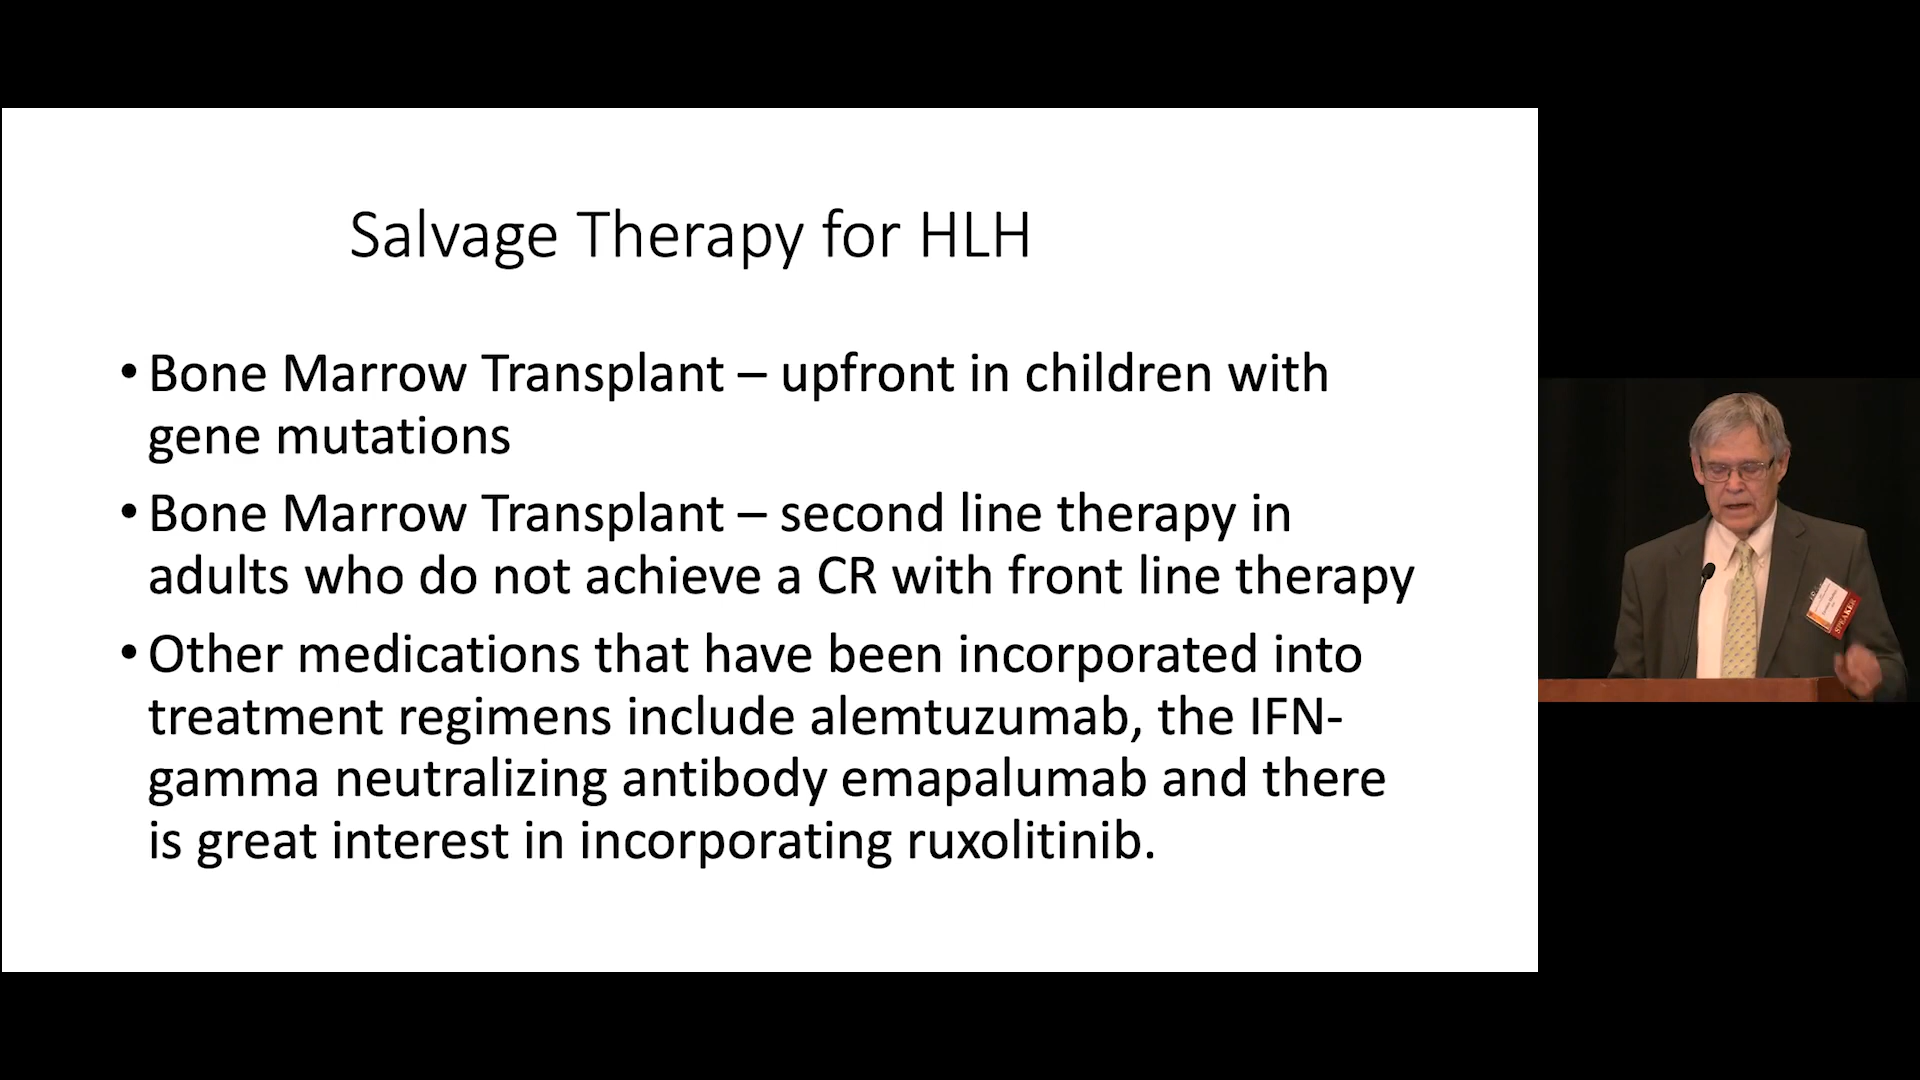 Salvage Therapy for HLH
• Bone Marrow Transplant – upfront in children with
gene mutations
• Bone Marrow Transplant – second line therapy in
adults who do not achieve a CR with front line therapy
• Other medications that have been incorporated into
treatment regimens include alemtuzumab, the IFN-
gamma neutralizing antibody emapalumab and there
is great interest in incorporating ruxolitinib.
SPEAKER